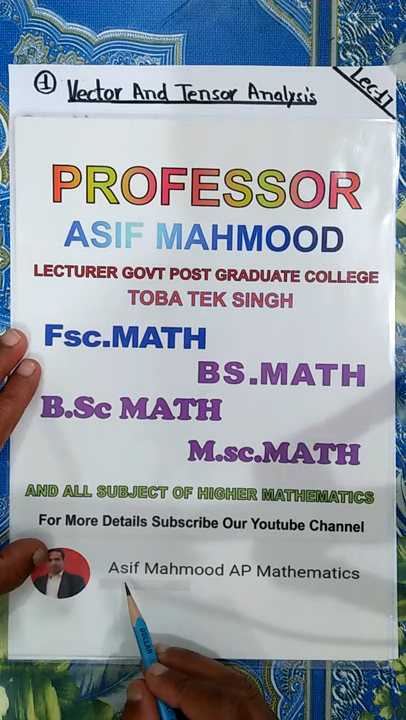 ① Vector And Tensor Analysis
Lec-17
PROFESSOR
ASIF MAHMOOD
LECTURER GOVT POST GRADUATE COLLEGE
TOBA TEK SINGH
Fsc.MATH
BS.MATH
B.Sc MATH
M.sc.MATH
AND ALL SUBJECT OF HIGHER MATHEMATICS
For More Details Subscribe Our Youtube Channel
Asif Mahmood AP Mathematics
DOLLAR